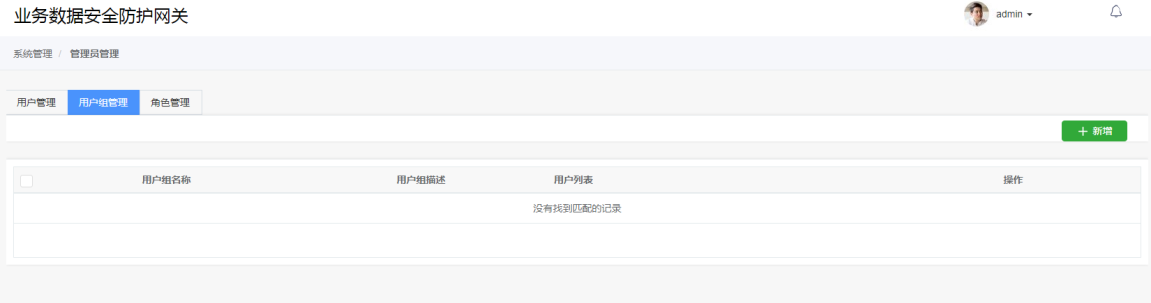 业务数据安全防护网关
admin
系统管理 / 管理员管理
用户管理 用户组管理 角色管理
+ 新增
用户组名称 用户组描述 用户列表 操作
没有找到匹配的记录